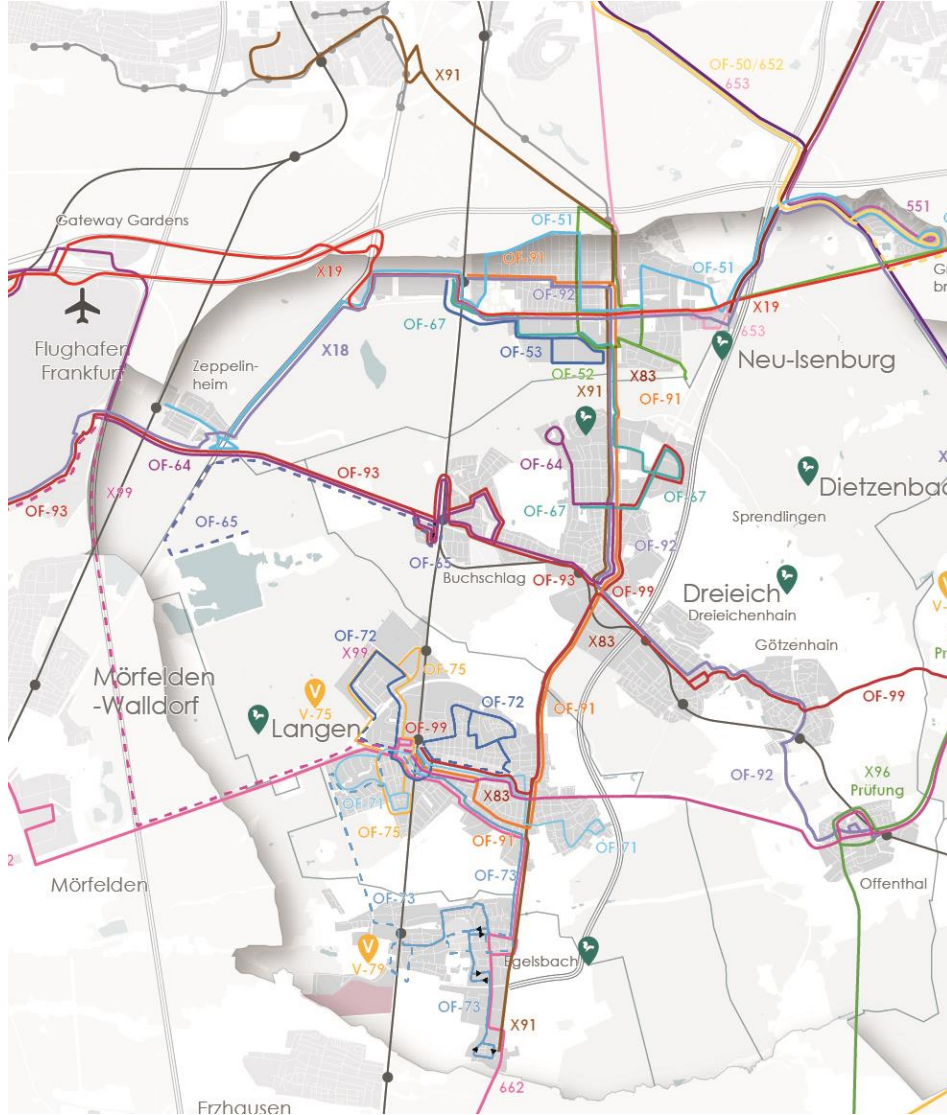 OF-50/652
653
X91
551
Gateway Gardens
OF-51
OF-91
OF-51
X19
OF-92
X19
OF-67
653
X18
OF-53
Flughafen
Frankfurt
Zeppelin-
heim
Neu-Isenburg
OF-52
X83
X91
OF-91
OF-64
OF-64
OF-93
X99
OF-67
Dietzenbac
OF-93
OF-65
OF-67
Sprendlingen
OF-92
OF-65
Buchschlag
OF-93
OF-99
Dreieich
Dreieichenhain
X83
Götzenhain
OF-72
X99
OF-75
Mörfelden
-Walldorf
OF-99
V-75
OF-72
OF-91
Langen
OF-99
OF-92
X96
Prüfung
OF-71
X83
OF-75
OF-91
OF-71
Mörfelden
OF-73
Offenthal
OF-73
V-79
Egelsbach
OF-73
X91
662
Erzhausen